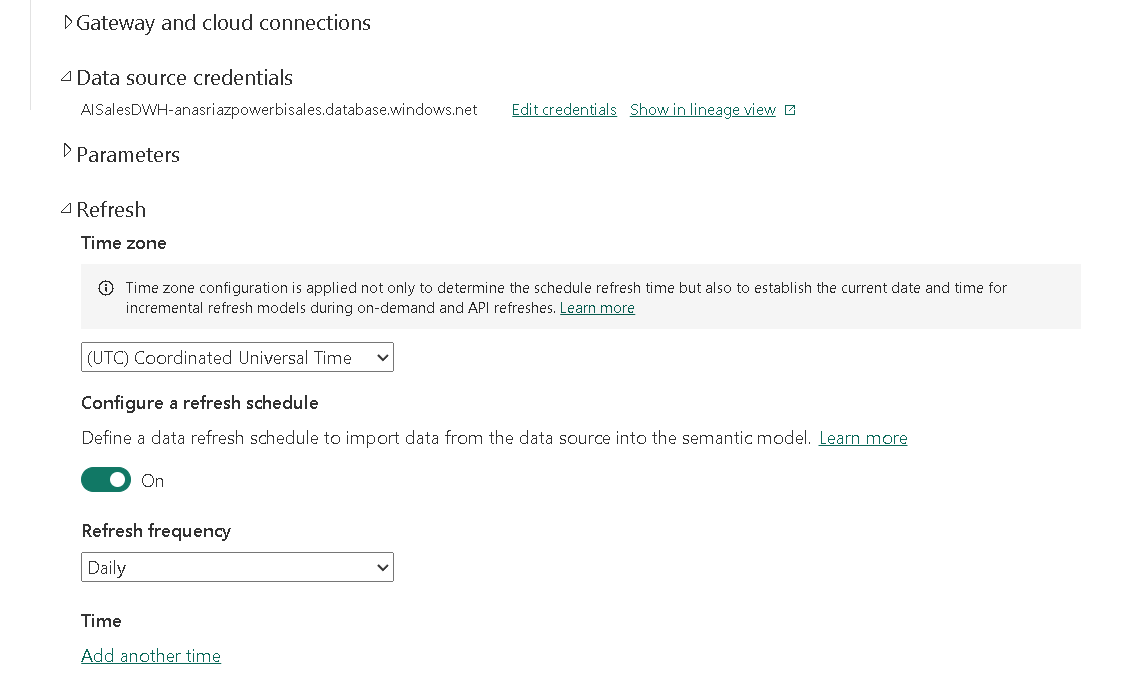 Gateway and cloud connections
Data source credentials
AISalesDWH-anasriazpowerbisales.database.windows.net Edit credentials Show in lineage view
Parameters
Refresh
Time zone
Time zone configuration is applied not only to determine the schedule refresh time but also to establish the current date and time for
incremental refresh models during on-demand and API refreshes. Learn more
(UTC) Coordinated Universal Time
Configure a refresh schedule
Define a data refresh schedule to import data from the data source into the semantic model. Learn more
On
Refresh frequency
Daily
Time
Add another time